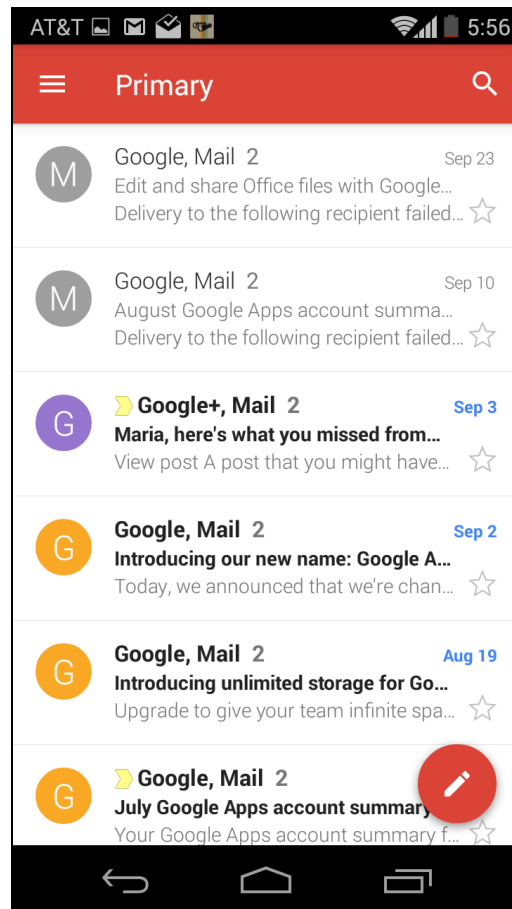 AT&T 5:56
Primary
M Google, Mail 2 Sep 23
Edit and share Office files with Google...
Delivery to the following recipient failed...
M Google, Mail 2 Sep 10
August Google Apps account summa...
Delivery to the following recipient failed...
G Google+, Mail 2 Sep 3
Maria, here's what you missed from...
View post A post that you might have...
G Google, Mail 2 Sep 2
Introducing our new name: Google A...
Today, we announced that we're chan...
G Google, Mail 2 Aug 19
Introducing unlimited storage for Go...
Upgrade to give your team infinite spa...
G Google, Mail 2
July Google Apps account summary
Your Google Apps account summary f...